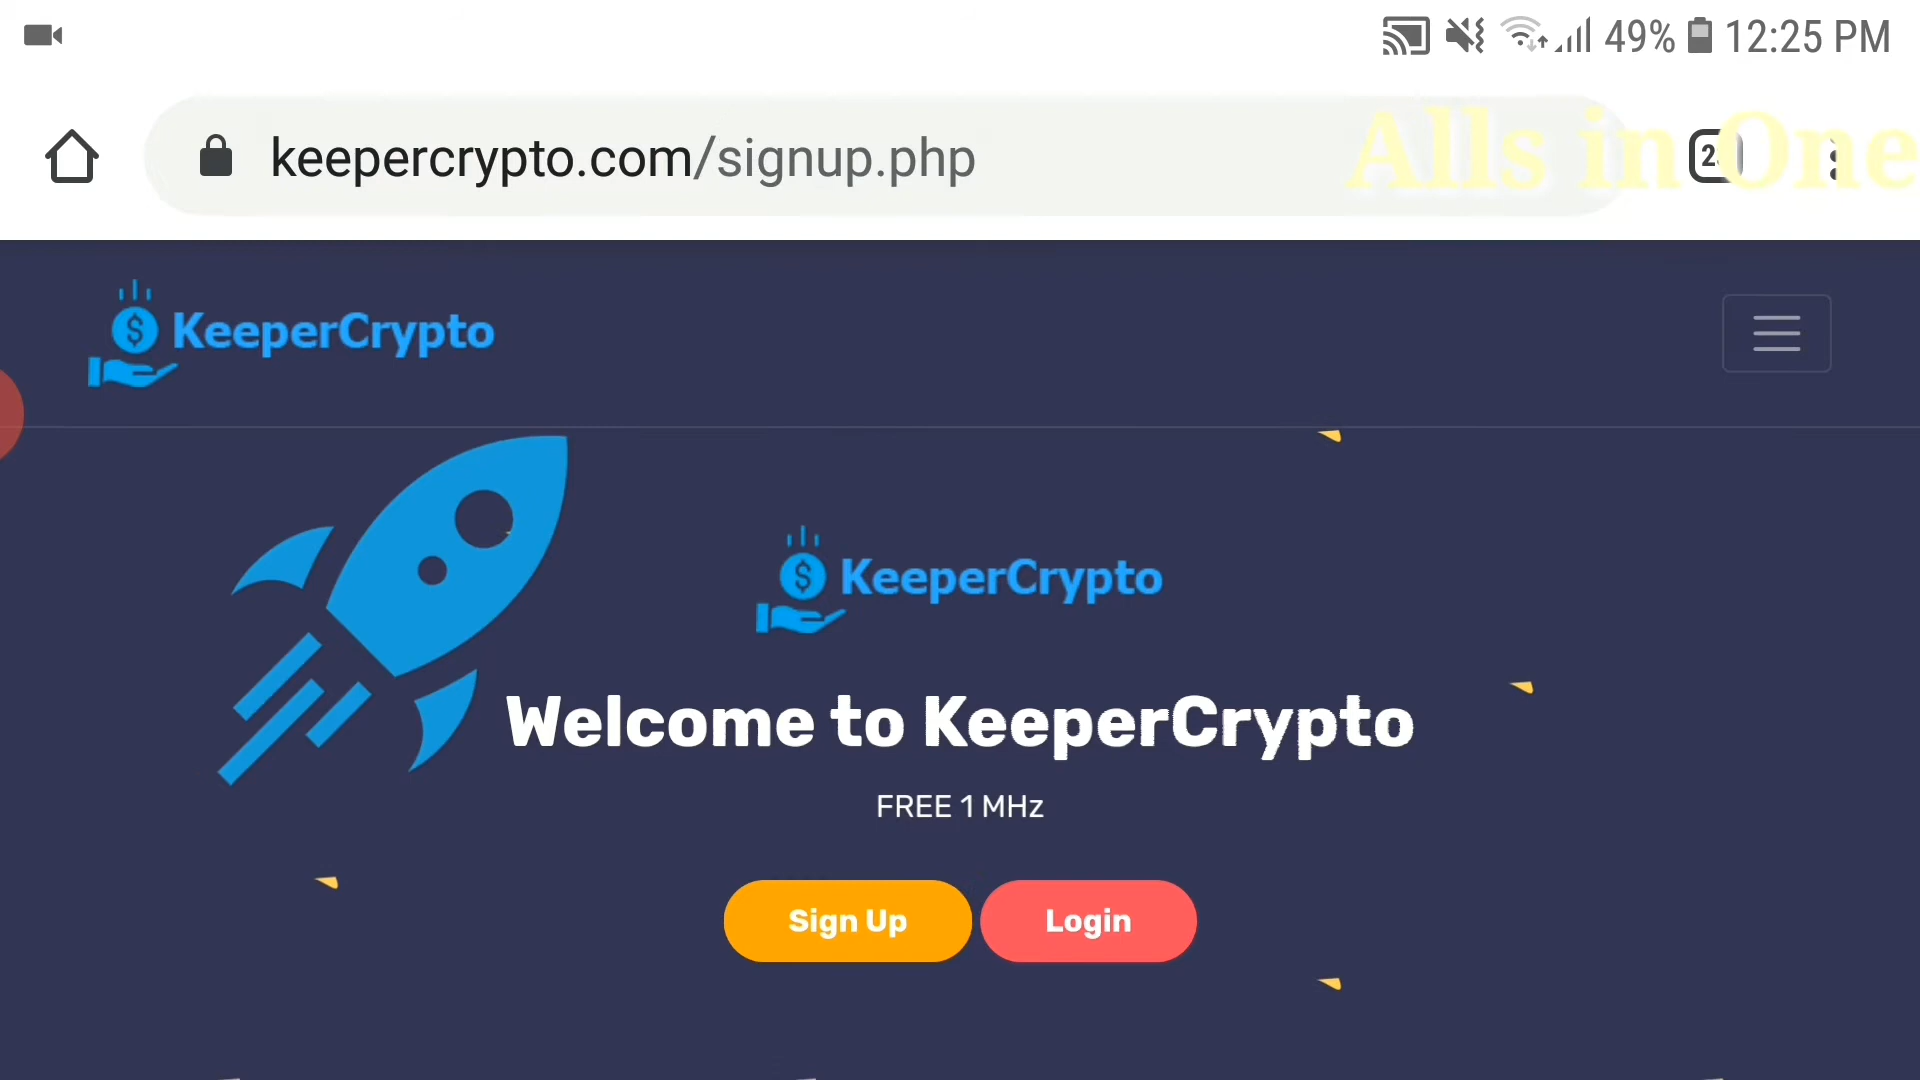 49% 12:25 PM
keepercrypto.com/signup.php
Alls in One
KeeperCrypto
KeeperCrypto
Welcome to KeeperCrypto
FREE 1 MHz
Sign Up Login